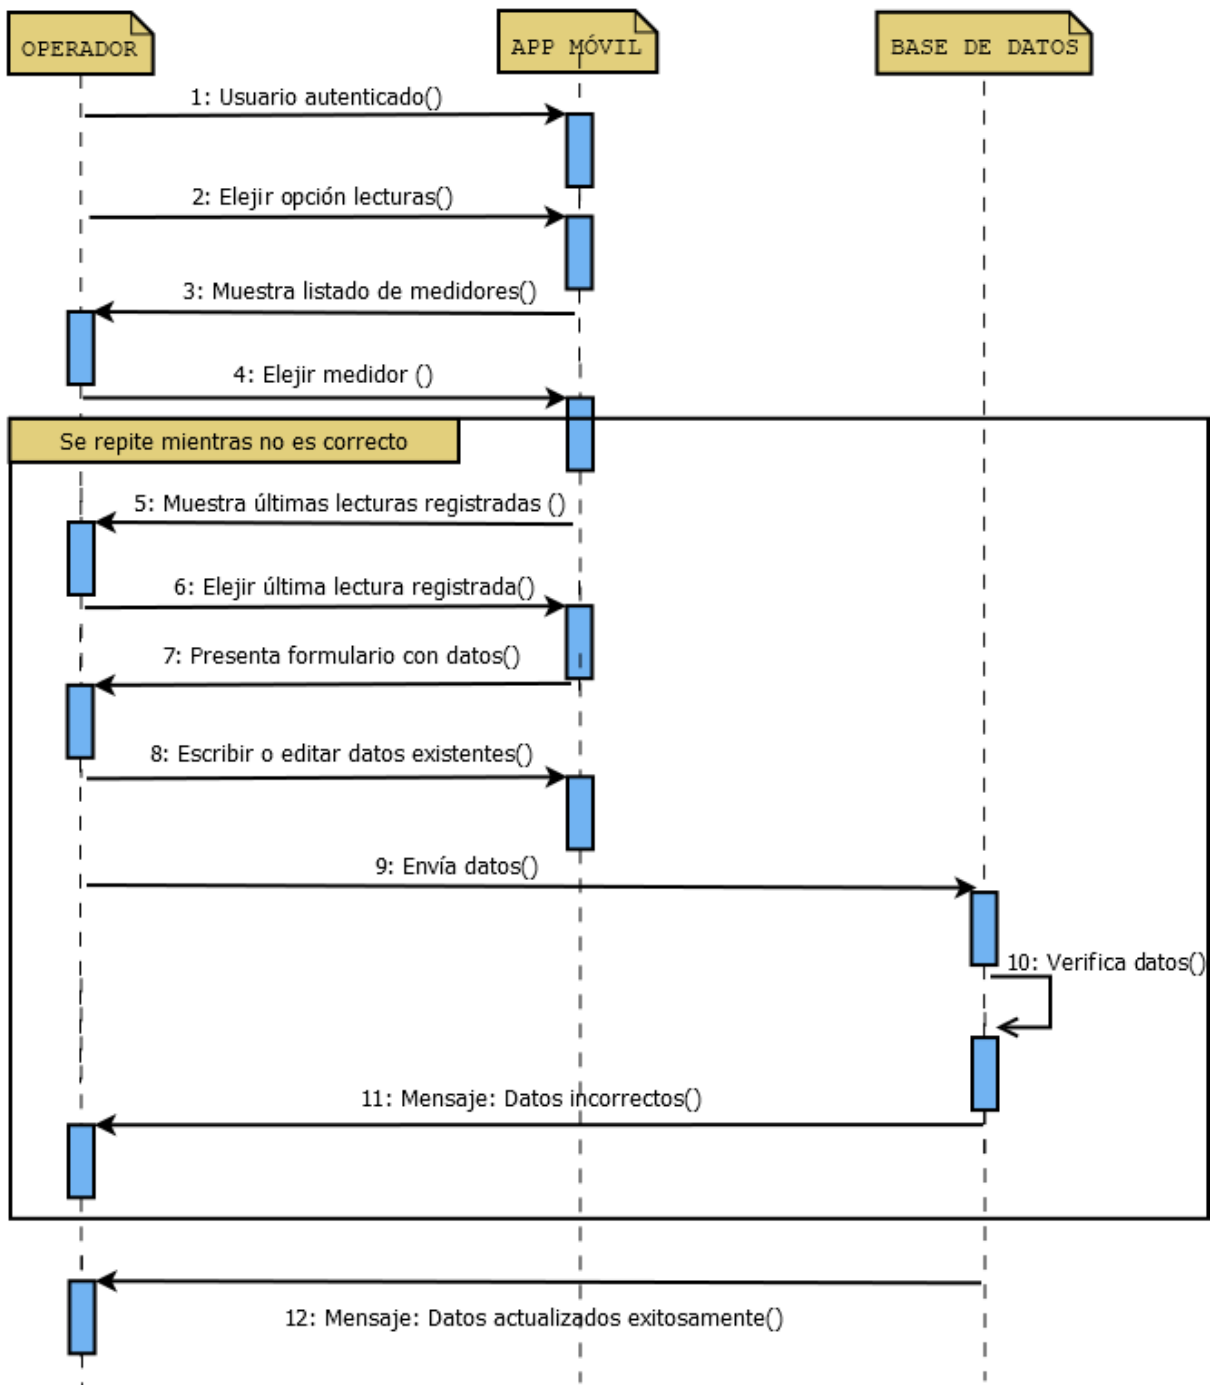 OPERADOR
APP MÓVIL
BASE DE DATOS
1: Usuario autenticado()
2: Elejir opción lecturas()
3: Muestra listado de medidores()
4: Elejir medidor ()
Se repite mientras no es correcto
5: Muestra últimas lecturas registradas ()
6: Elejir última lectura registrada()
7: Presenta formulario con datos()
8: Escribir o editar datos existentes()
9: Envía datos()
10: Verifica datos()
11: Mensaje: Datos incorrectos()
12: Mensaje: Datos actualizados exitosamente()